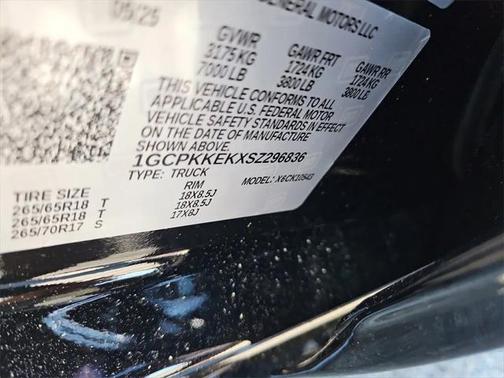 05/25 GENERAL MOTORS LLC
GVWR GAWR FRT GAWR RR
3175 KG 1724 KG 1724 KG
7000 LB 3800 LB 3800 LB
THIS VEHICLE CONFORMS TO ALL
APPLICABLE U.S. FEDERAL MOTOR
VEHICLE SAFETY STANDARDS IN EFFECT
ON THE DATE OF MANUFACTURE
1GCPKKEKXSZ296836
TYPE: TRUCK MODEL: X6CK10543
TIRE SIZE RIM
265/65R18 T 18X8.5J
265/65R18 T 18X8.5J
265/70R17 S 17X8J